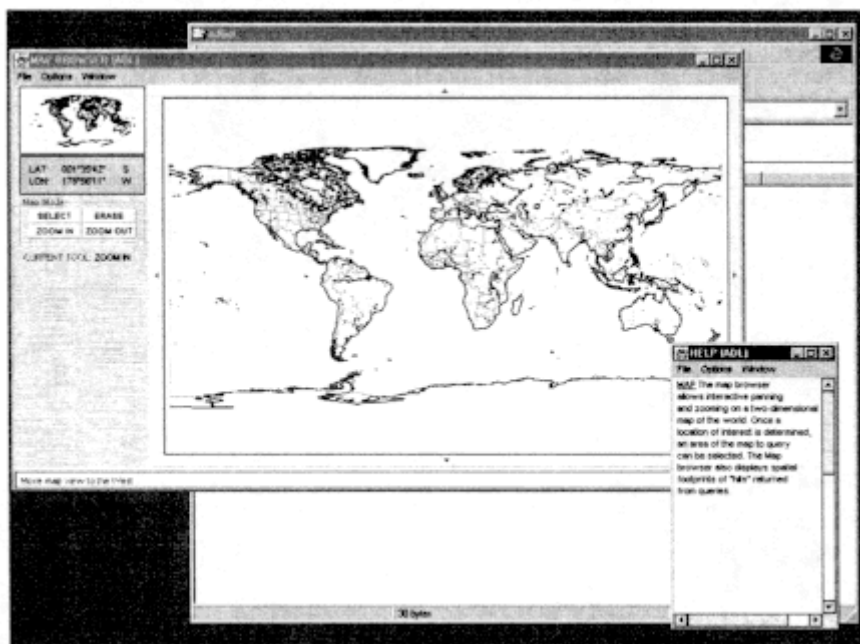 MAP BROWSER (ADL)
File Options Window
LAT:
S
LON:
W
Map Mode
SELECT ERASE
ZOOM IN ZOOM OUT
CURRENT TOOL: ZOOM IN
Move map view to the West
30 bytes
HELP (ADL)
File Options Window
MAP The map browser
allows interactive panning
and zooming on a two-dimensional
map of the world. Once a
location of interest is determined,
an area of the map to query
can be selected. The Map
browser also displays spatial
footprints of "hits" returned
from queries.